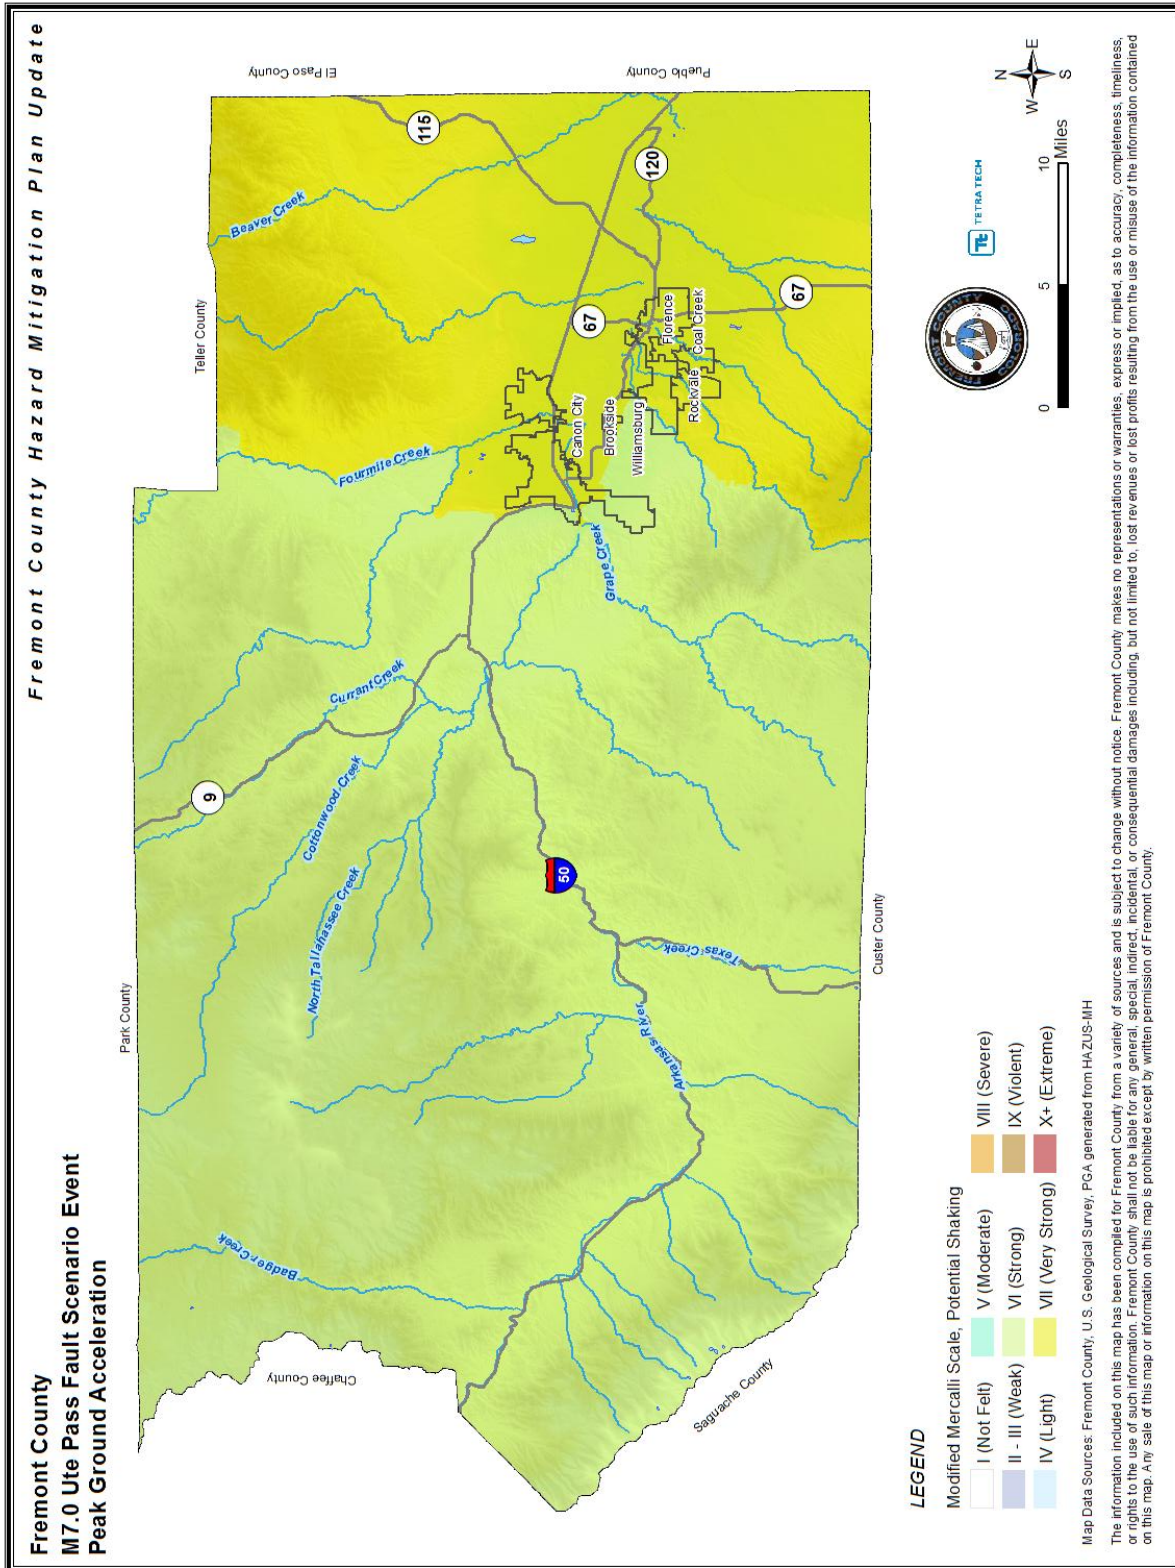 Fremont County
M7.0 Ute Pass Fault Scenario Event
Peak Ground Acceleration
Fremont County Hazard Mitigation Plan Update
Park County
Teller County
El Paso County
Pueblo County
Chaffee County
Saguache County
Custer County
9
115
67
120
67
50
Badger Creek
Cottonwood Creek
North Tallahassee Creek
Currant Creek
Fourmile Creek
Beaver Creek
Grape Creek
Texas Creek
Arkansas River
Canon City
Brookside
Williamsburg
Florence
Coal Creek
Rockvale
LEGEND
Modified Mercalli Scale, Potential Shaking
I (Not Felt)
II - III (Weak)
IV (Light)
V (Moderate)
VI (Strong)
VII (Very Strong)
VIII (Severe)
IX (Violent)
X+ (Extreme)
FREMONT COUNTY
COLORADO
Tt TETRA TECH
N
W E
S
0 5 10
Miles
Map Data Sources: Fremont County, U.S. Geological Survey, PGA generated from HAZUS-MH
The information included on this map has been compiled for Fremont County from a variety of sources and is subject to change without notice. Fremont County makes no representations or warranties, express or implied, as to accuracy, completeness, timeliness,
or rights to the use of such information. Fremont County shall not be liable for any general, special, indirect, incidental, or consequential damages including, but not limited to, lost revenues or lost profits resulting from the use or misuse of the information contained
on this map. Any sale of this map or information on this map is prohibited except by written permission of Fremont County.